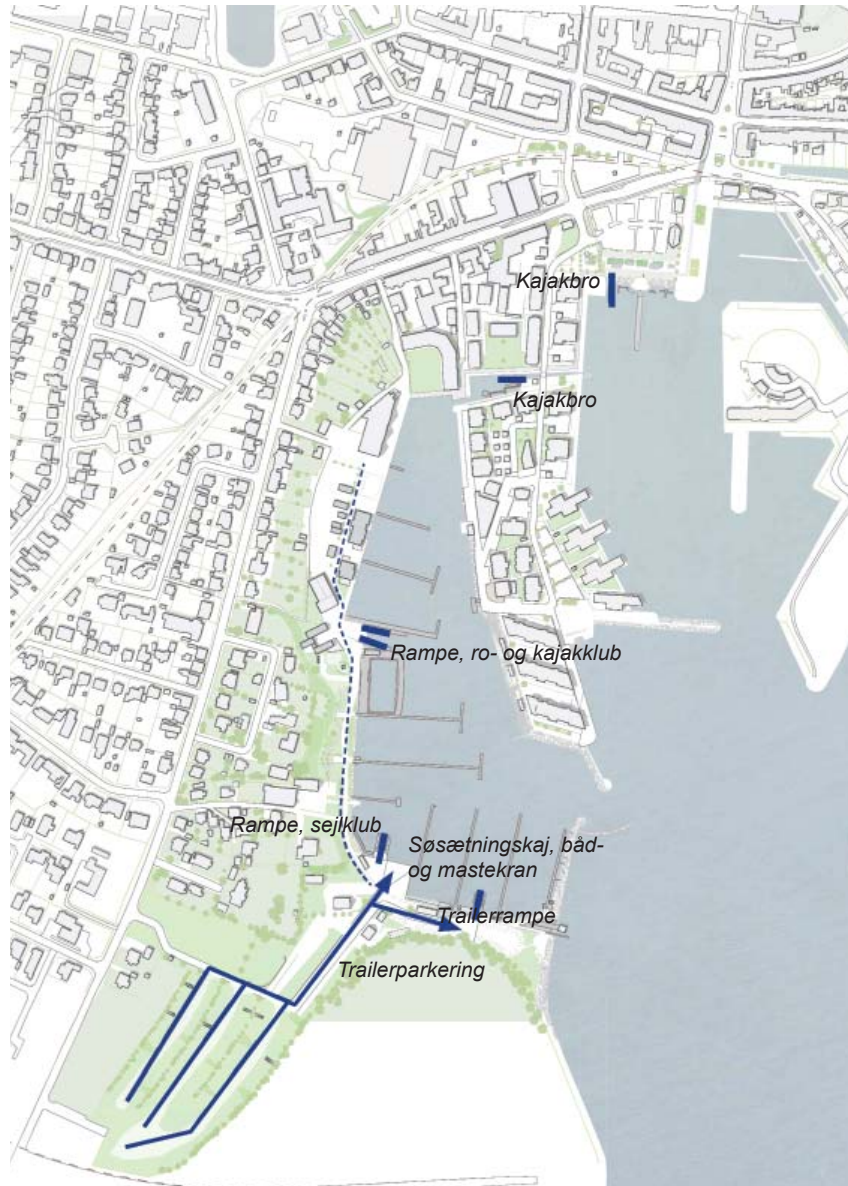 Kajakbro
Kajakbro
Rampe, ro- og kajakklub
Rampe, sejlklub
Søsætningskaj, båd-
og mastekran
Trailerrampe
Trailerparkering